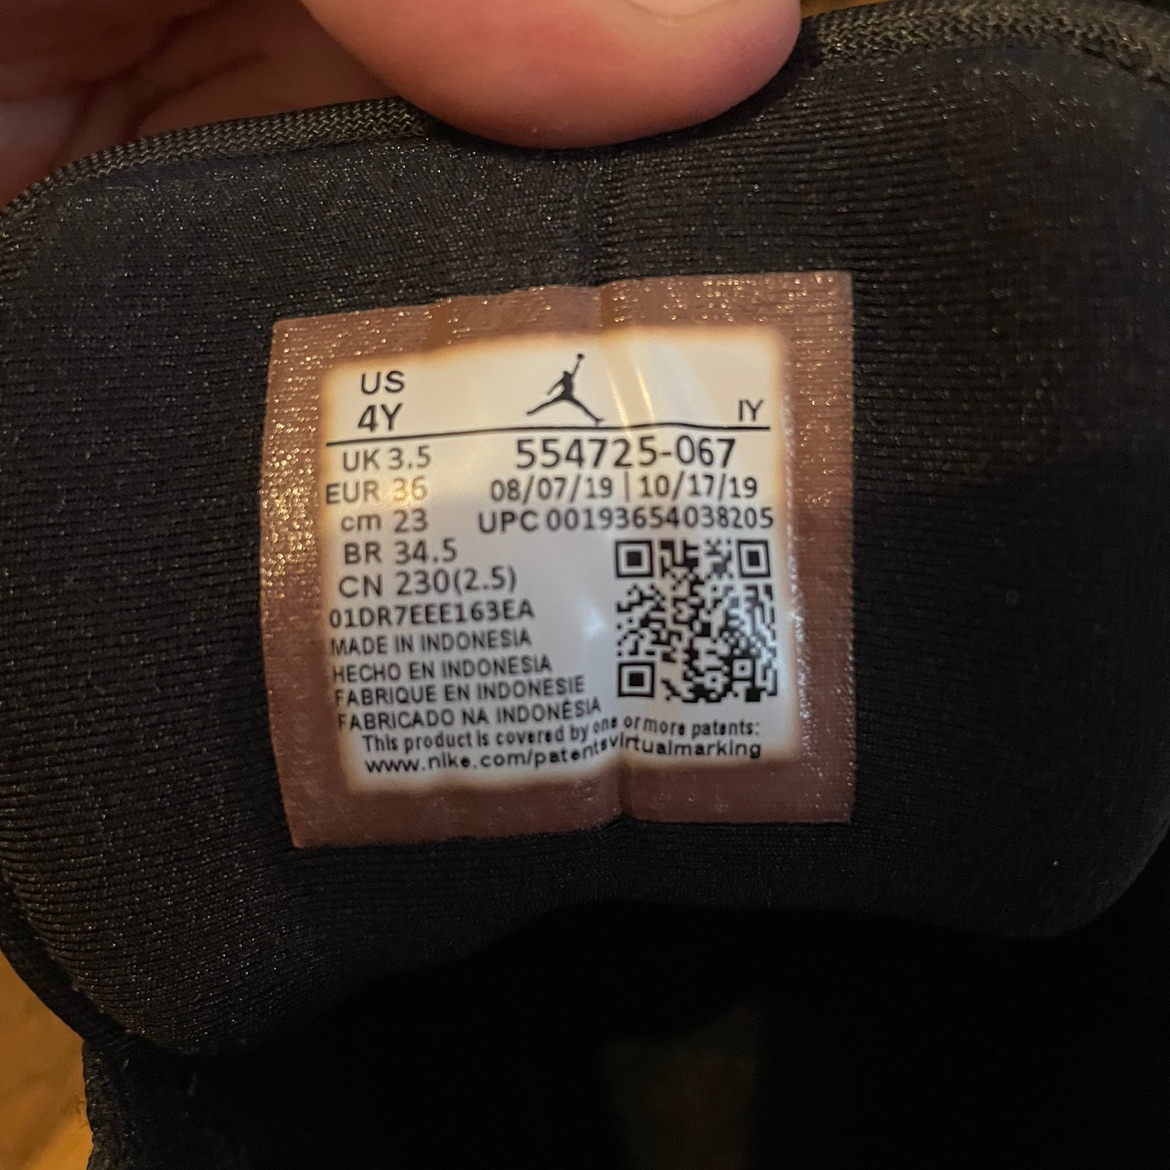 US
4Y
IY
UK 3.5
554725-067
EUR 36
08/07/19 | 10/17/19
cm 23
UPC 00193654038205
BR 34.5
CN 230(2.5)
01DR7EEE163EA
MADE IN INDONESIA
HECHO EN INDONESIA
FABRIQUE EN INDONESIE
FABRICADO NA INDONÉSIA
This product is covered by one or more patents:
www.nike.com/patentsvirtualmarking